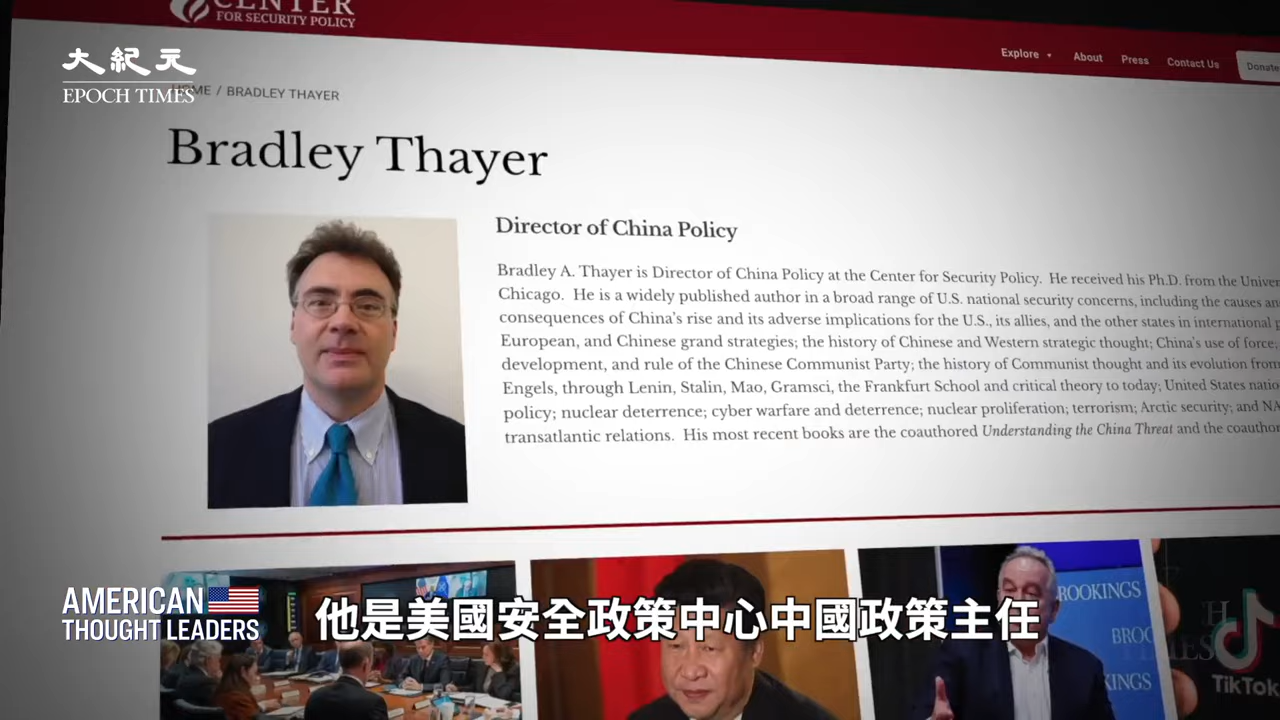 CENTER
FOR SECURITY POLICY
大紀元
EPOCH TIMES
Explore
About
Press
Contact Us
Donate
HOME / BRADLEY THAYER
Bradley Thayer
Director of China Policy
Bradley A. Thayer is Director of China Policy at the Center for Security Policy. He received his Ph.D. from the
Chicago. He is a widely published author in a broad range of U.S. national security concerns, including the causes
consequences of China's rise and its adverse implications for the U.S., its allies, and the other states in international
European, and Chinese grand strategies; the history of Chinese and Western strategic thought; China's use of force;
development, and rule of the Chinese Communist Party; the history of Communist thought and its evolution from
Engels, through Lenin, Stalin, Mao, Gramsci, the Frankfurt School and critical theory to today; United States
policy; nuclear deterrence; cyber warfare and deterrence; nuclear proliferation; terrorism; Arctic security; and
transatlantic relations. His most recent books are the coauthored Understanding the China Threat and the
BROOKINGS
TikTok
AMERICAN
THOUGHT LEADERS
他是美國安全政策中心中國政策主任